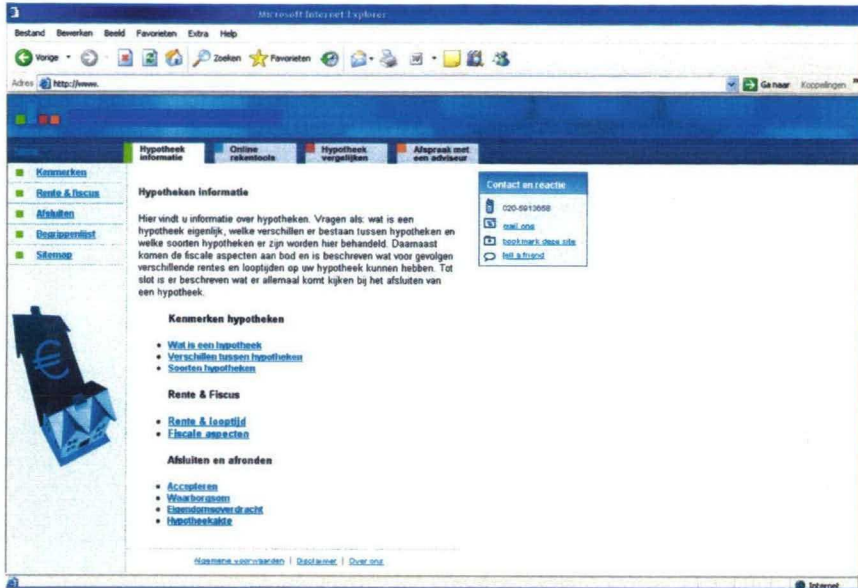 Microsoft Internet Explorer
Bestand Bewerken Beeld Favorieten Extra Help
Vorige Zoeken Favorieten
Adres http://www. Ga naar Koppelingen »
Hypotheek informatie
Online rekentools
Hypotheek vergelijken
Afspraak met een adviseur
Kenmerken
Rente & fiscus
Afsluiten
Begrippenlijst
Sitemap
Hypotheken informatie
Hier vindt u informatie over hypotheken. Vragen als: wat is een
hypotheek eigenlijk, welke verschillen er bestaan tussen hypotheken en
welke soorten hypotheken er zijn worden hier behandeld. Daarnaast
komen de fiscale aspecten aan bod en is beschreven wat voor gevolgen
verschillende rentes en looptijden op uw hypotheek kunnen hebben. Tot
slot is er beschreven wat er allemaal komt kijken bij het afsluiten van
een hypotheek.
Kenmerken hypotheken
• Wat is een hypotheek
• Verschillen tussen hypotheken
• Soorten hypotheken
Rente & Fiscus
• Rente & looptijd
• Fiscale aspecten
Afsluiten en afronden
• Accepteren
• Waarborgsom
• Eigendomsoverdracht
• Hypotheekakte
Contact en reactie
020-5913658
mail ons
bookmark deze site
tell a friend
Algemene voorwaarden | Disclaimer | Over ons
Internet